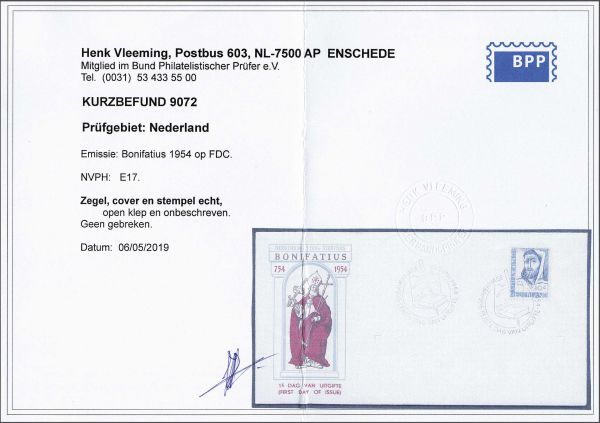 Henk Vleeming, Postbus 603, NL-7500 AP ENSCHEDE
Mitglied im Bund Philatelistischer Prüfer e.V.
Tel. (0031) 53 433 55 00
BPP
KURZBEFUND 9072
Prüfgebiet: Nederland
Emissie: Bonifatius 1954 op FDC.
NVPH: E17.
Zegel, cover en stempel echt,
open klep en onbeschreven.
Geen gebreken.
Datum: 06/05/2019
HENK VLEEMING
BONIFATIUS
754 1954
1e DAG VAN UITGIFTE
(FIRST DAY OF ISSUE)